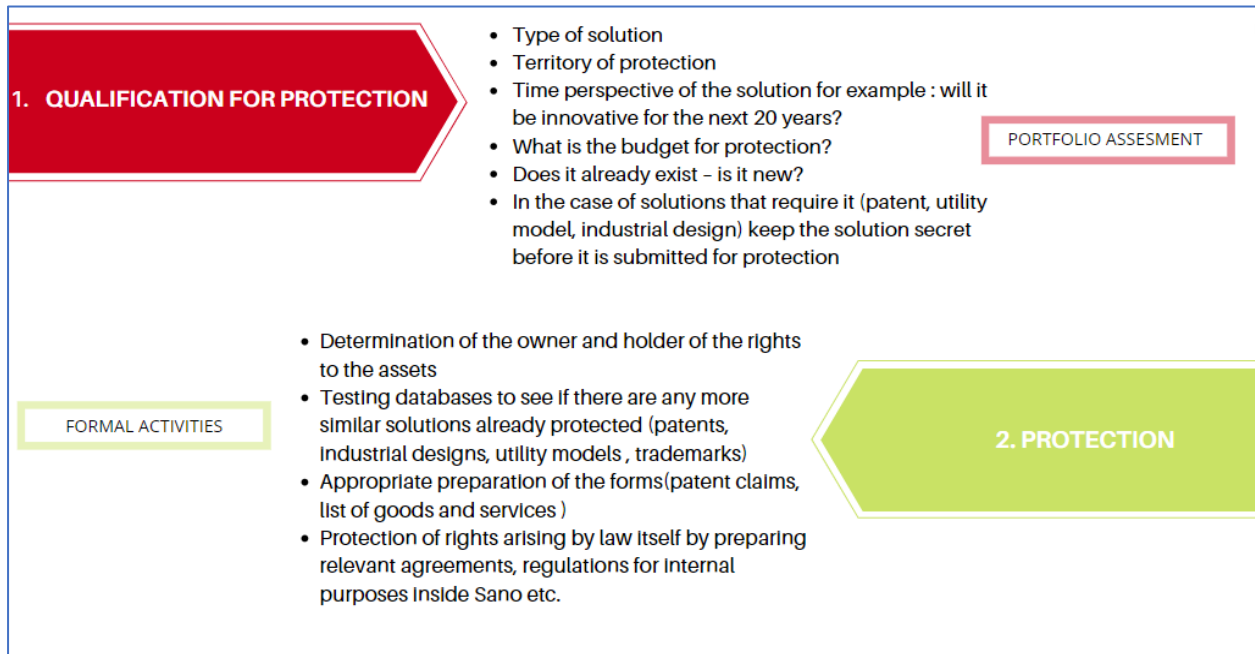 1. QUALIFICATION FOR PROTECTION
• Type of solution
• Territory of protection
• Time perspective of the solution for example : will it
be innovative for the next 20 years?
• What is the budget for protection?
• Does it already exist – is it new?
• In the case of solutions that require it (patent, utility
model, industrial design) keep the solution secret
before it is submitted for protection
PORTFOLIO ASSESMENT
FORMAL ACTIVITIES
• Determination of the owner and holder of the rights
to the assets
• Testing databases to see if there are any more
similar solutions already protected (patents,
industrial designs, utility models , trademarks)
• Appropriate preparation of the forms(patent claims,
list of goods and services )
• Protection of rights arising by law itself by preparing
relevant agreements, regulations for internal
purposes inside Sano etc.
2. PROTECTION